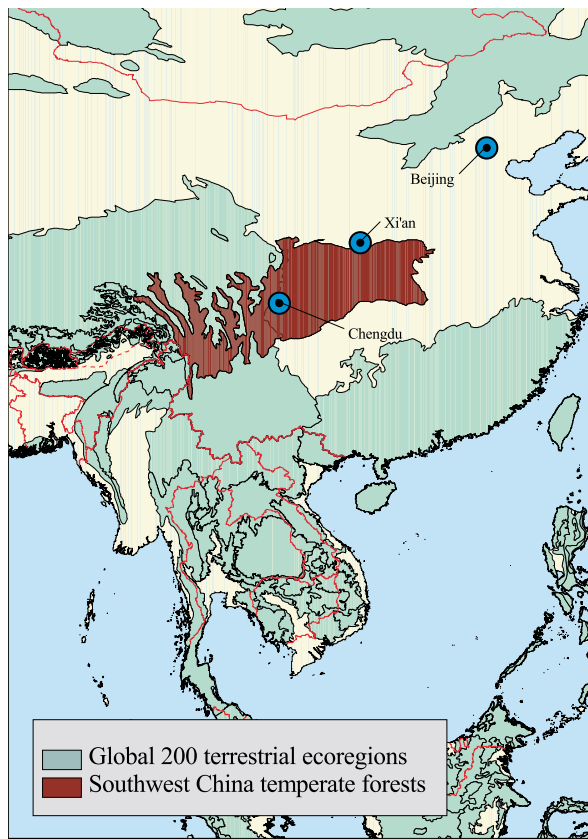 Beijing
Xi'an
Chengdu
Global 200 terrestrial ecoregions
Southwest China temperate forests